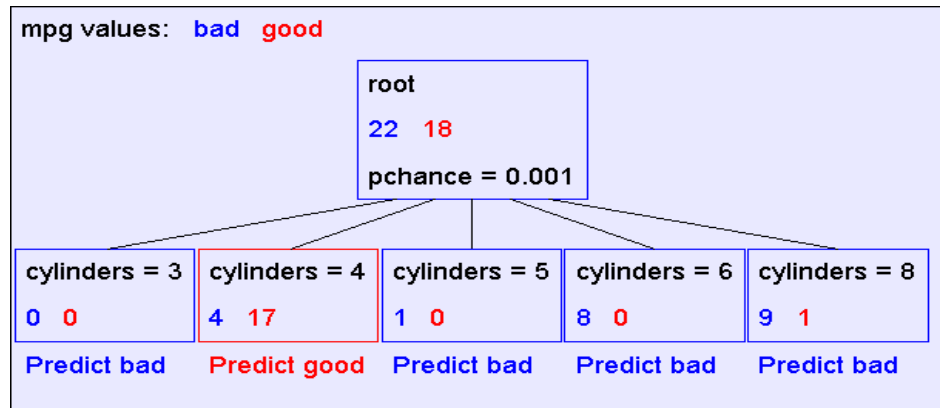 mpg values: bad good
root
22 18
pchance = 0.001
cylinders = 3
0 0
Predict bad
cylinders = 4
4 17
Predict good
cylinders = 5
1 0
Predict bad
cylinders = 6
8 0
Predict bad
cylinders = 8
9 1
Predict bad